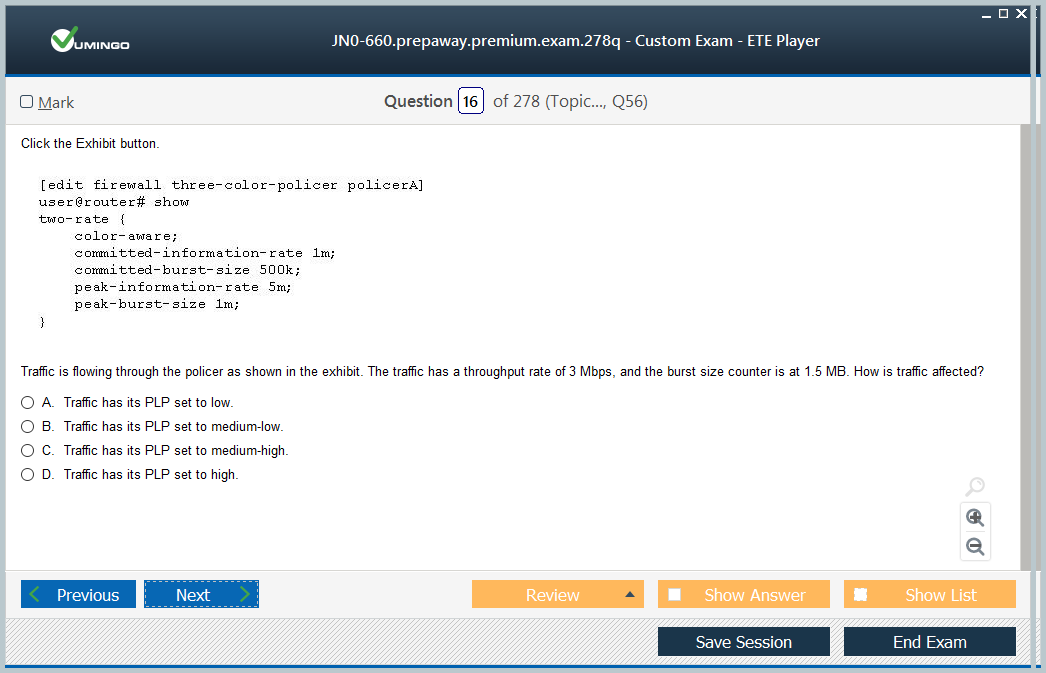 VUMINGO
JN0-660.prepaway.premium.exam.278q - Custom Exam - ETE Player
Mark
Question 16 of 278 (Topic..., Q56)
Click the Exhibit button.
[edit firewall three-color-policer policerA]
user@router# show
two-rate {
color-aware;
committed-information-rate 1m;
committed-burst-size 500k;
peak-information-rate 5m;
peak-burst-size 1m;
}
Traffic is flowing through the policer as shown in the exhibit. The traffic has a throughput rate of 3 Mbps, and the burst size counter is at 1.5 MB. How is traffic affected?
A. Traffic has its PLP set to low.
B. Traffic has its PLP set to medium-low.
C. Traffic has its PLP set to medium-high.
D. Traffic has its PLP set to high.
Previous Next Review Show Answer Show List
Save Session End Exam